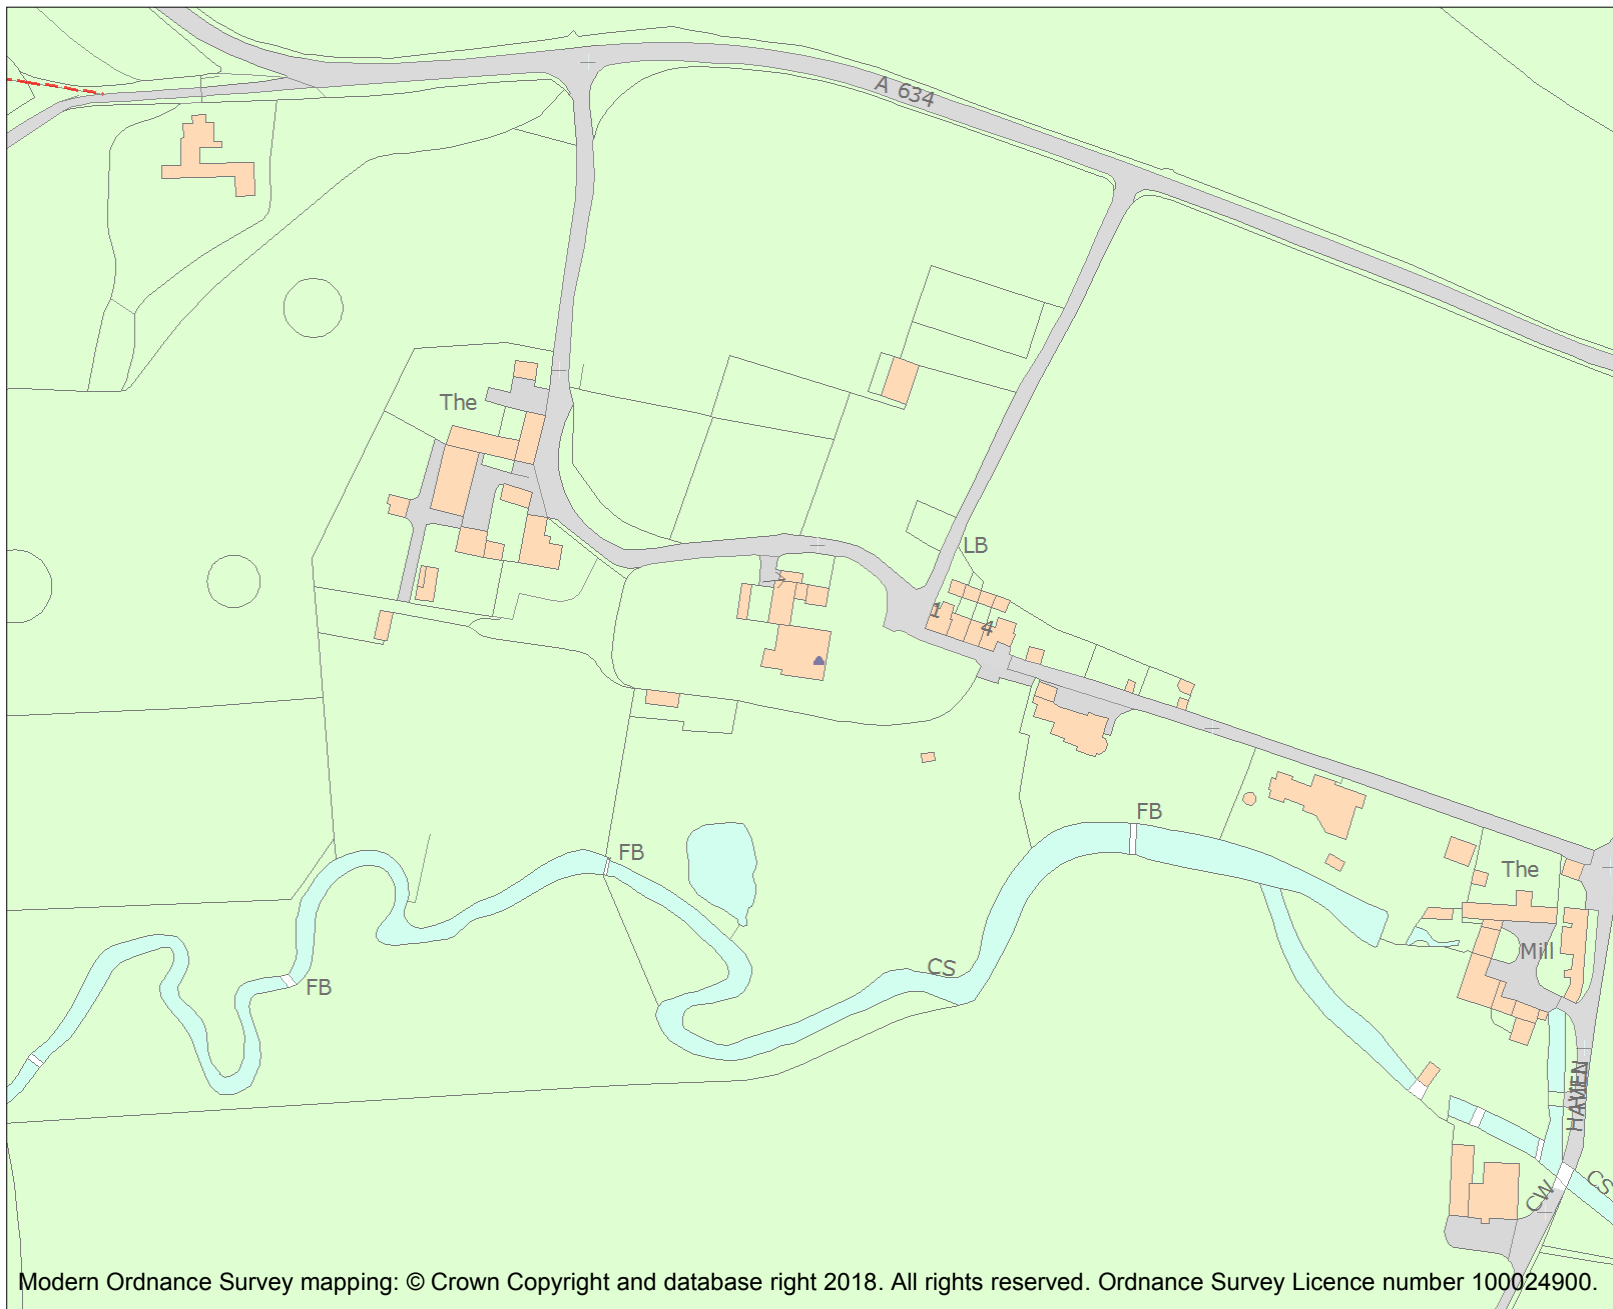 A 634
The
LB
1
4
FB
FB
The
CS
Mill
FB
HAVEN
CW
CS
Modern Ordnance Survey mapping: © Crown Copyright and database right 2018. All rights reserved. Ordnance Survey Licence number 100024900.